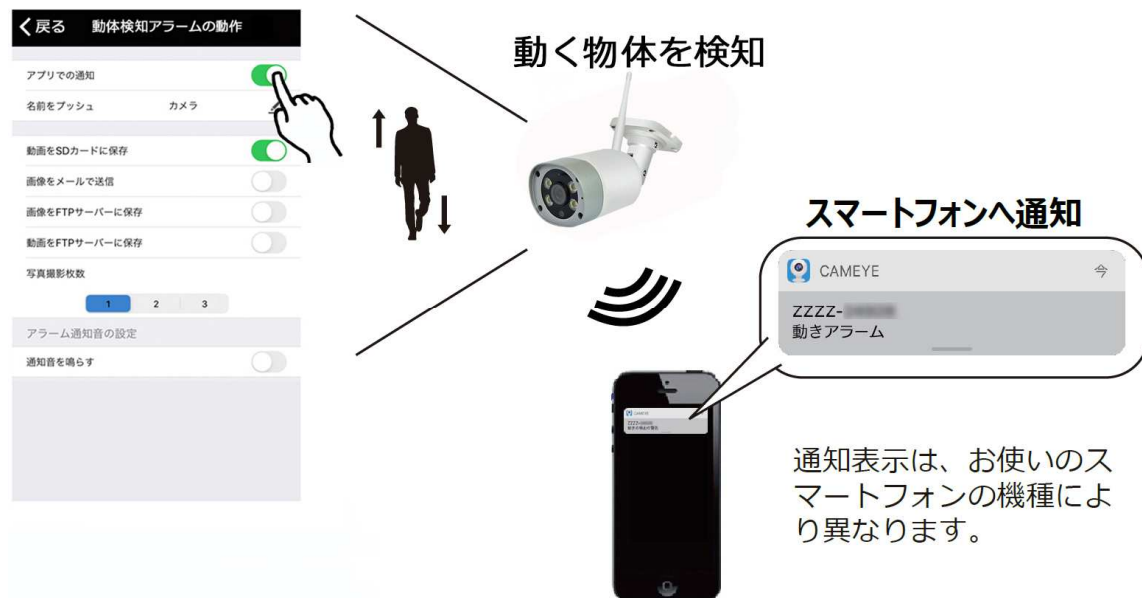 戻る 動体検知アラームの動作
アプリでの通知
名前をプッシュ カメラ
動画をSDカードに保存
画像をメールで送信
画像をFTPサーバーに保存
動画をFTPサーバーに保存
写真撮影枚数
1 2 3
アラーム通知音の設定
通知音を鳴らす
動く物体を検知
スマートフォンへ通知
CAMEYE 今
ZZZZ-
動きアラーム
CAMEYE
通知表示は、お使いのス
マートフォンの機種によ
り異なります。